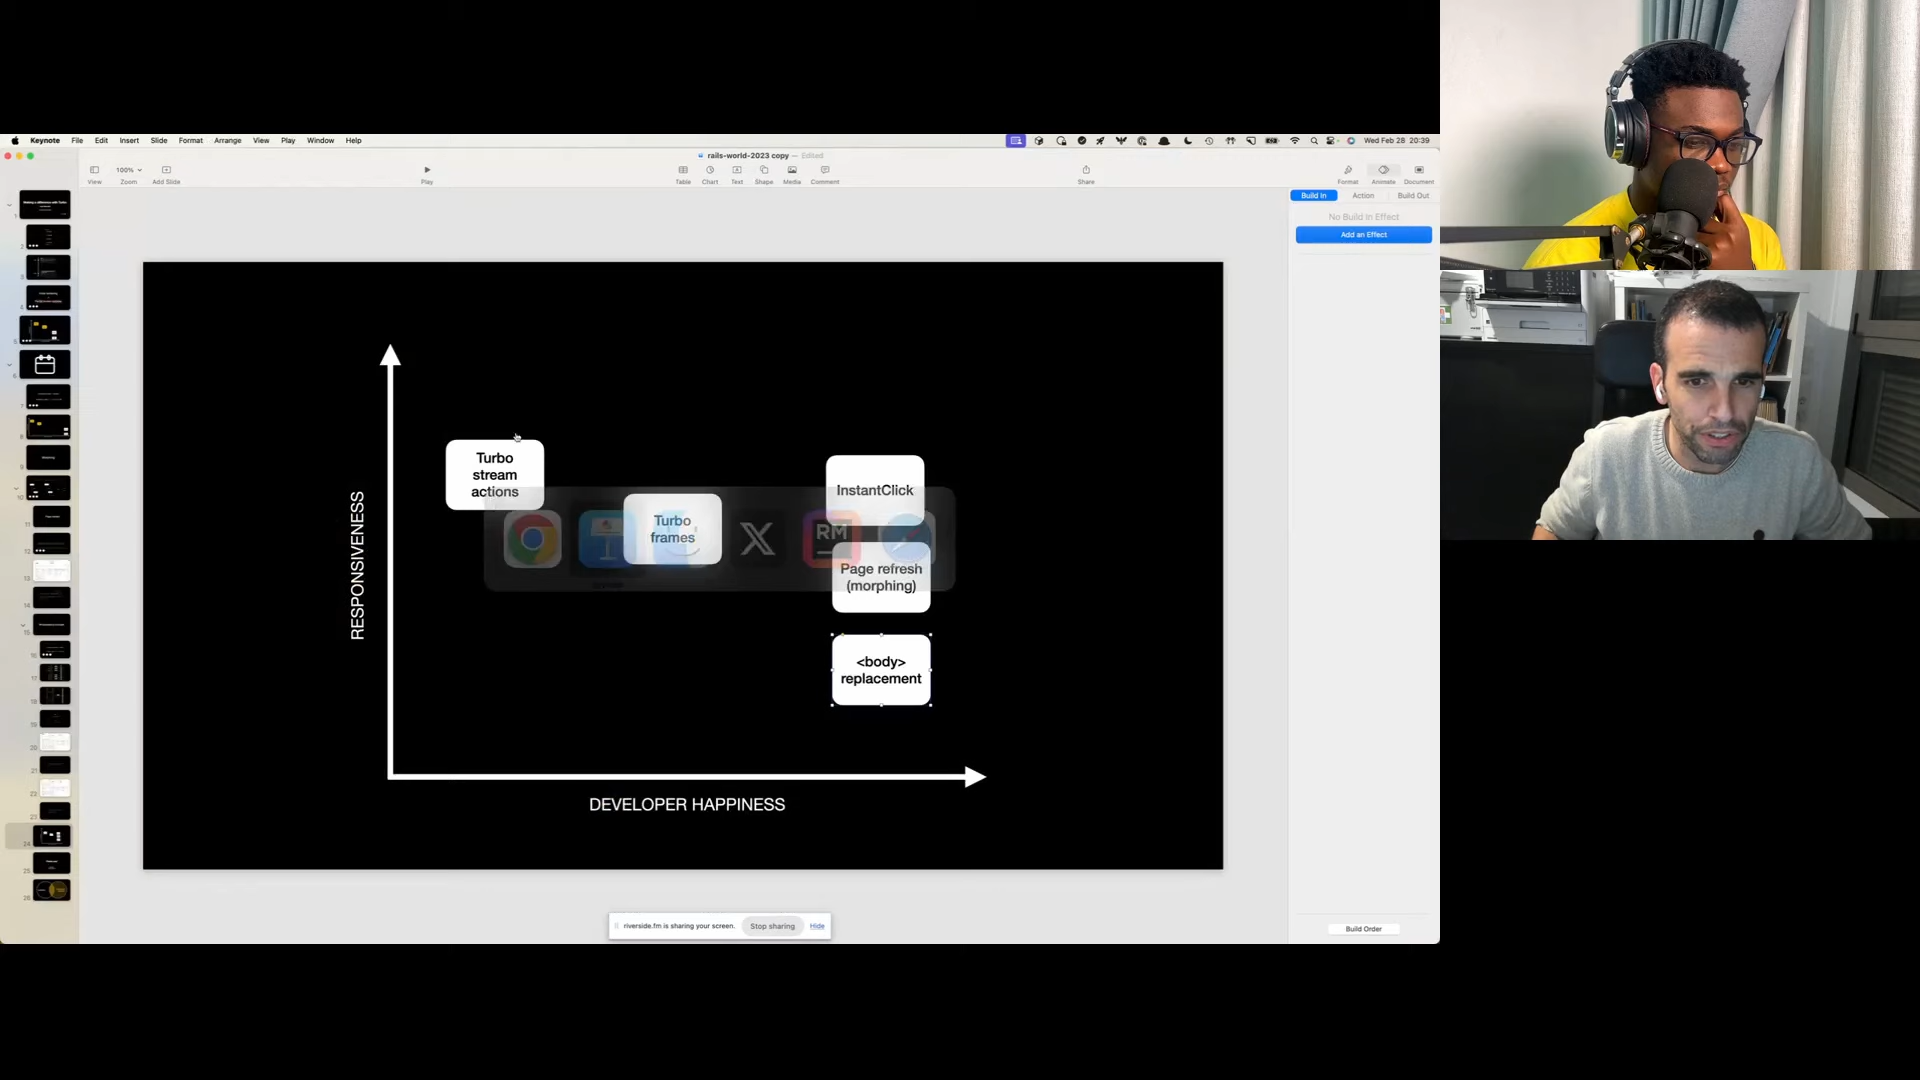 Keynote File Edit Insert Slide Format Arrange View Play Window Help
Wed Feb 28 20:39
rails-world-2023 copy — Edited
100%
View Zoom Add Slide Play Table Chart Text Shape Media Comment Share Format Animate Document
Build In Action Build Out
No Build In Effect
Add an Effect
Turbo
stream
actions
Turbo
frames
InstantClick
RM
Page refresh
(morphing)
<body>
replacement
RESPONSIVENESS
DEVELOPER HAPPINESS
riverside.fm is sharing your screen. Stop sharing Hide
Build Order